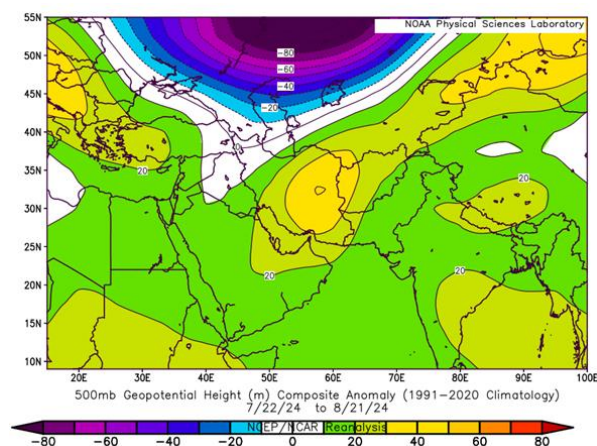 NOAA Physical Sciences Laboratory
55N
50N
45N
40N
35N
30N
25N
20N
15N
10N
-80
-60
-40
-20
0
20
20
20
20
20E
30E
40E
50E
60E
70E
80E
90E
100E
500mb Geopotential Height (m) Composite Anomaly (1991-2020 Climatology)
7/22/24 to 8/21/24
NCEP/NCAR Reanalysis
-80 -60 -40 -20 0 20 40 60 80